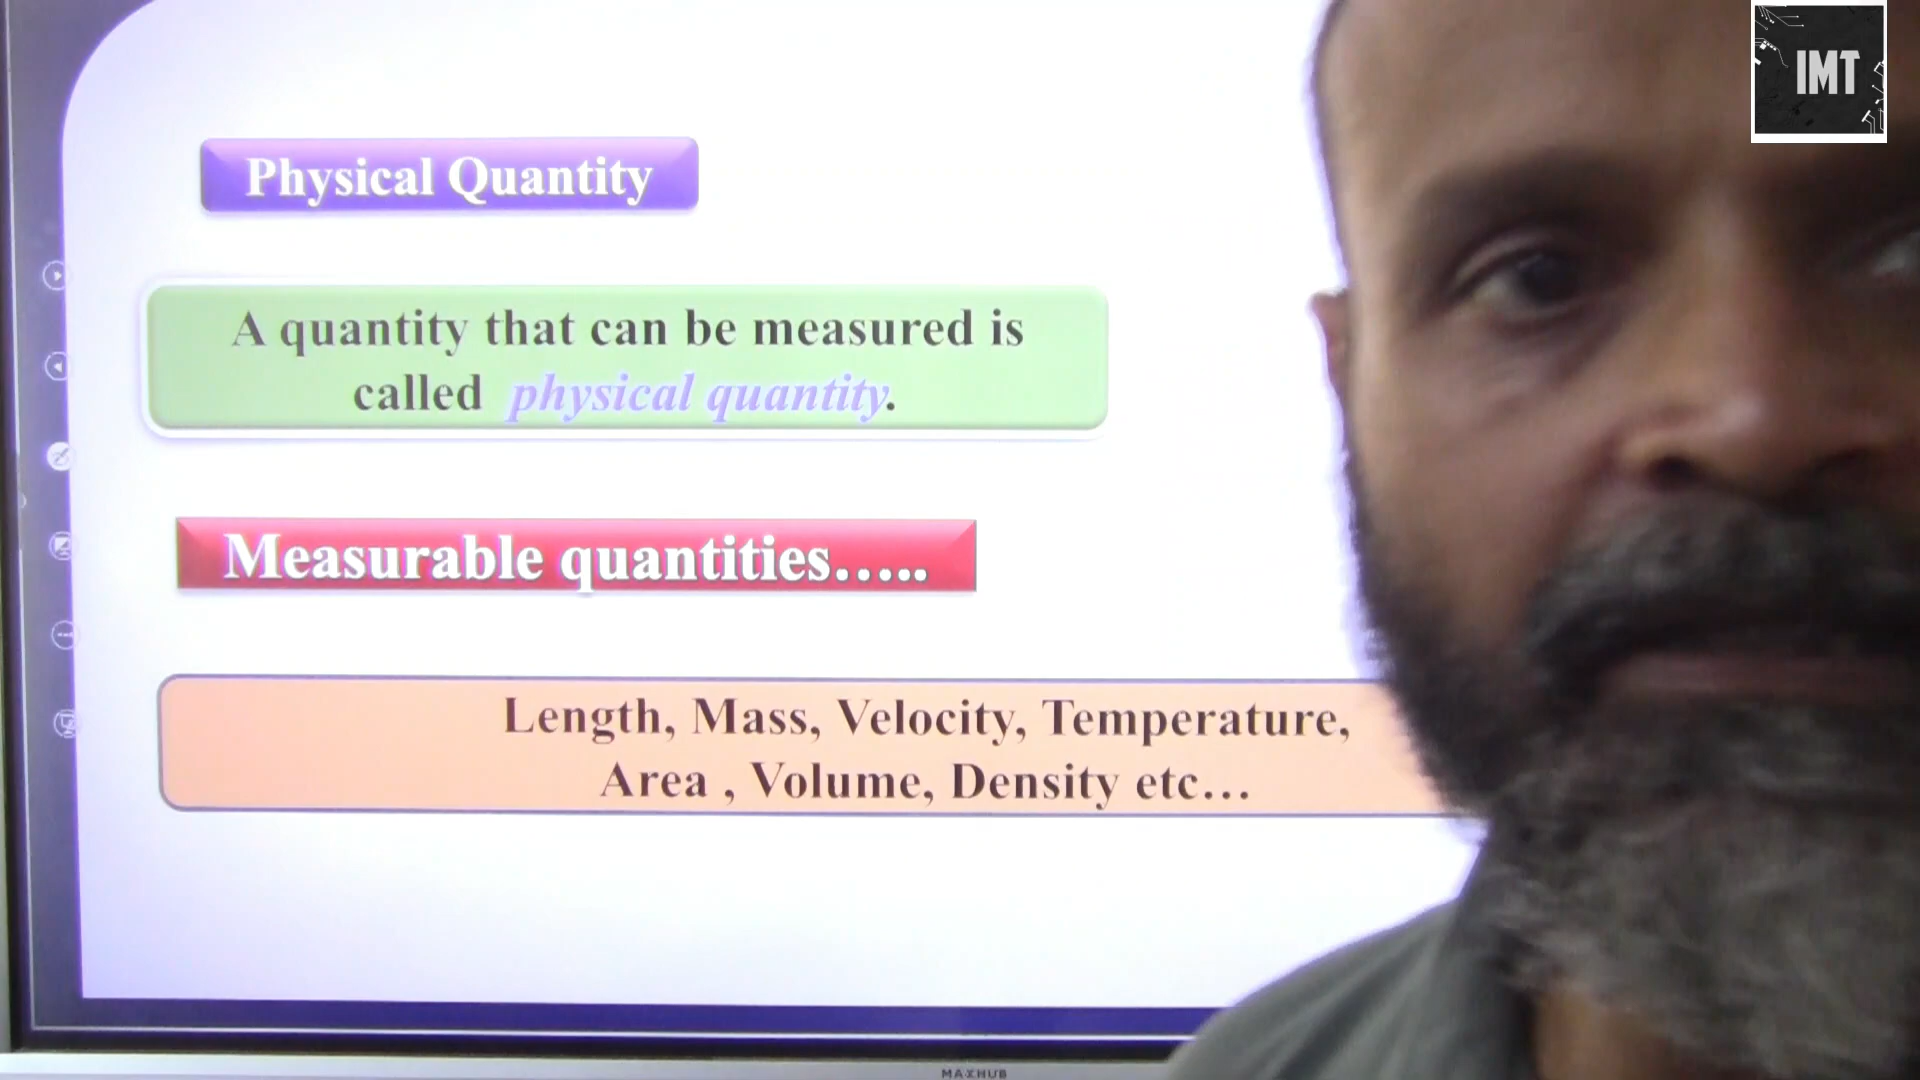 IMT
Physical Quantity
A quantity that can be measured is
called physical quantity.
Measurable quantities…..
Length, Mass, Velocity, Temperature,
Area , Volume, Density etc…
MAXHUB